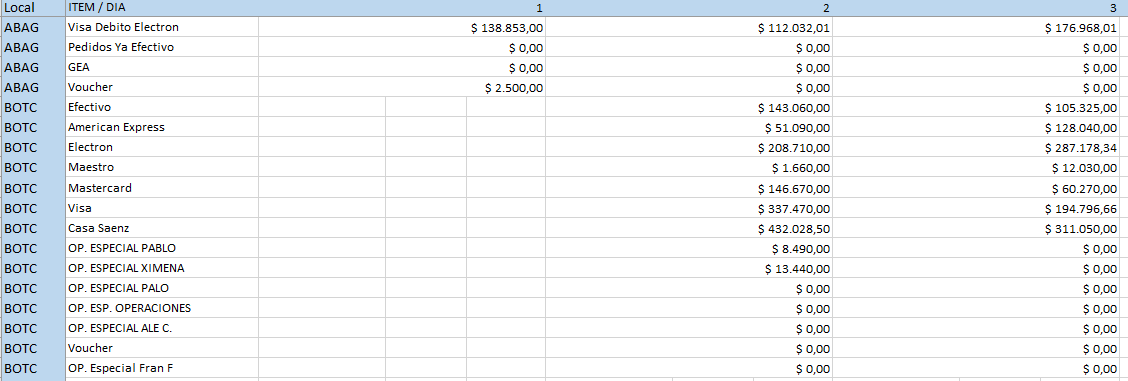 Local ITEM / DIA 1 2 3
ABAG Visa Debito Electron $ 138.853,00 $ 112.032,01 $ 176.968,01
ABAG Pedidos Ya Efectivo $ 0,00 $ 0,00 $ 0,00
ABAG GEA $ 0,00 $ 0,00 $ 0,00
ABAG Voucher $ 2.500,00 $ 0,00 $ 0,00
BOTC Efectivo $ 143.060,00 $ 105.325,00
BOTC American Express $ 51.090,00 $ 128.040,00
BOTC Electron $ 208.710,00 $ 287.178,34
BOTC Maestro $ 1.660,00 $ 12.030,00
BOTC Mastercard $ 146.670,00 $ 60.270,00
BOTC Visa $ 337.470,00 $ 194.796,66
BOTC Casa Saenz $ 432.028,50 $ 311.050,00
BOTC OP. ESPECIAL PABLO $ 8.490,00 $ 0,00
BOTC OP. ESPECIAL XIMENA $ 13.440,00 $ 0,00
BOTC OP. ESPECIAL PALO $ 0,00 $ 0,00
BOTC OP. ESP. OPERACIONES $ 0,00 $ 0,00
BOTC OP. ESPECIAL ALE C. $ 0,00 $ 0,00
BOTC Voucher $ 0,00 $ 0,00
BOTC OP. Especial Fran F $ 0,00 $ 0,00